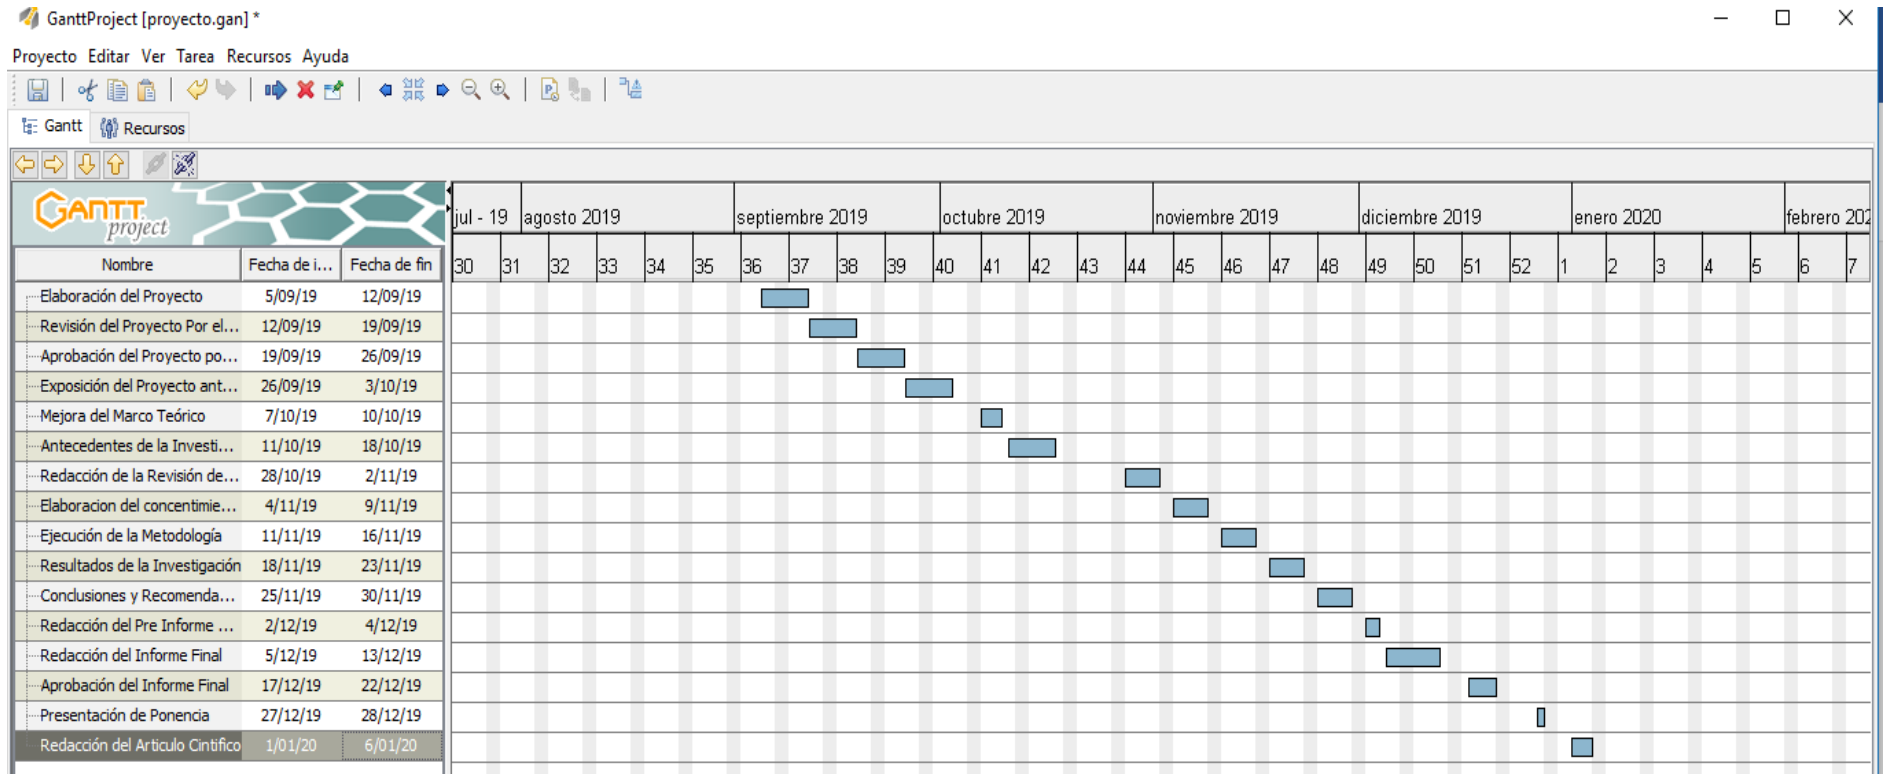 GanttProject [proyecto.gan] *
Proyecto Editar Ver Tarea Recursos Ayuda
Gantt Recursos
GANTT project
jul - 19 agosto 2019 septiembre 2019 octubre 2019 noviembre 2019 diciembre 2019 enero 2020 febrero 202
Nombre Fecha de i... Fecha de fin 30 31 32 33 34 35 36 37 38 39 40 41 42 43 44 45 46 47 48 49 50 51 52 1 2 3 4 5 6 7
Elaboración del Proyecto 5/09/19 12/09/19
Revisión del Proyecto Por el... 12/09/19 19/09/19
Aprobación del Proyecto po... 19/09/19 26/09/19
Exposición del Proyecto ant... 26/09/19 3/10/19
Mejora del Marco Teórico 7/10/19 10/10/19
Antecedentes de la Investi... 11/10/19 18/10/19
Redacción de la Revisión de... 28/10/19 2/11/19
Elaboracion del concentimie... 4/11/19 9/11/19
Ejecución de la Metodología 11/11/19 16/11/19
Resultados de la Investigación 18/11/19 23/11/19
Conclusiones y Recomenda... 25/11/19 30/11/19
Redacción del Pre Informe ... 2/12/19 4/12/19
Redacción del Informe Final 5/12/19 13/12/19
Aprobación del Informe Final 17/12/19 22/12/19
Presentación de Ponencia 27/12/19 28/12/19
Redacción del Articulo Cintifico 1/01/20 6/01/20